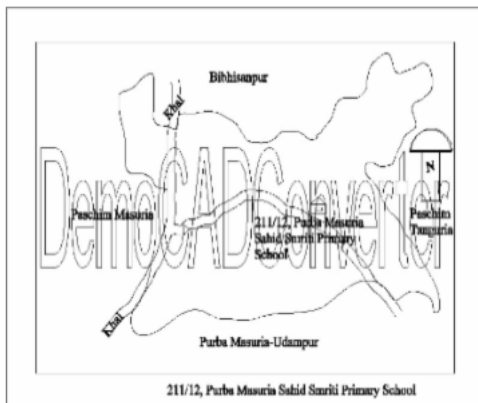 Bibhisanpur
Khal
DemoCADConverter
N
Paschim Masuria
Paschim
Tanguria
211/12, Purba Masuria
Sahid Smriti Primary
School
Khal
Purba Masuria-Udampur
211/12, Purba Masuria Sahid Smriti Primary School